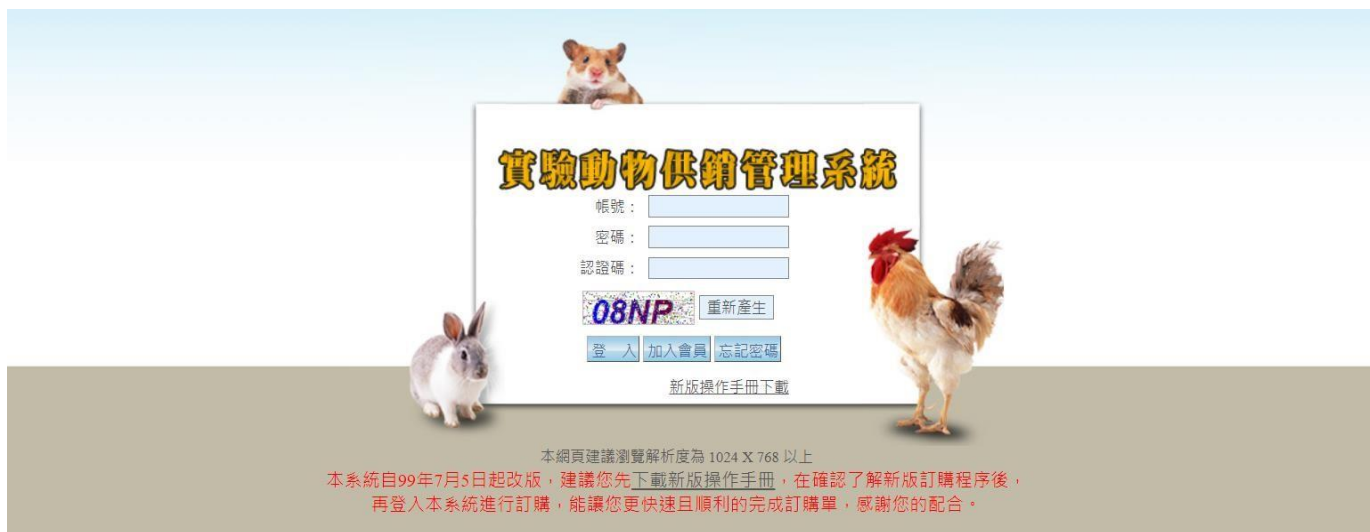 實驗動物供銷管理系統
帳號：
密碼：
認證碼：
08NP 重新產生
登 入 加入會員 忘記密碼
新版操作手冊下載
本網頁建議瀏覽解析度為 1024 X 768 以上
本系統自99年7月5日起改版，建議您先下載新版操作手冊，在確認了解新版訂購程序後，
再登入本系統進行訂購，能讓您更快速且順利的完成訂購單，感謝您的配合。